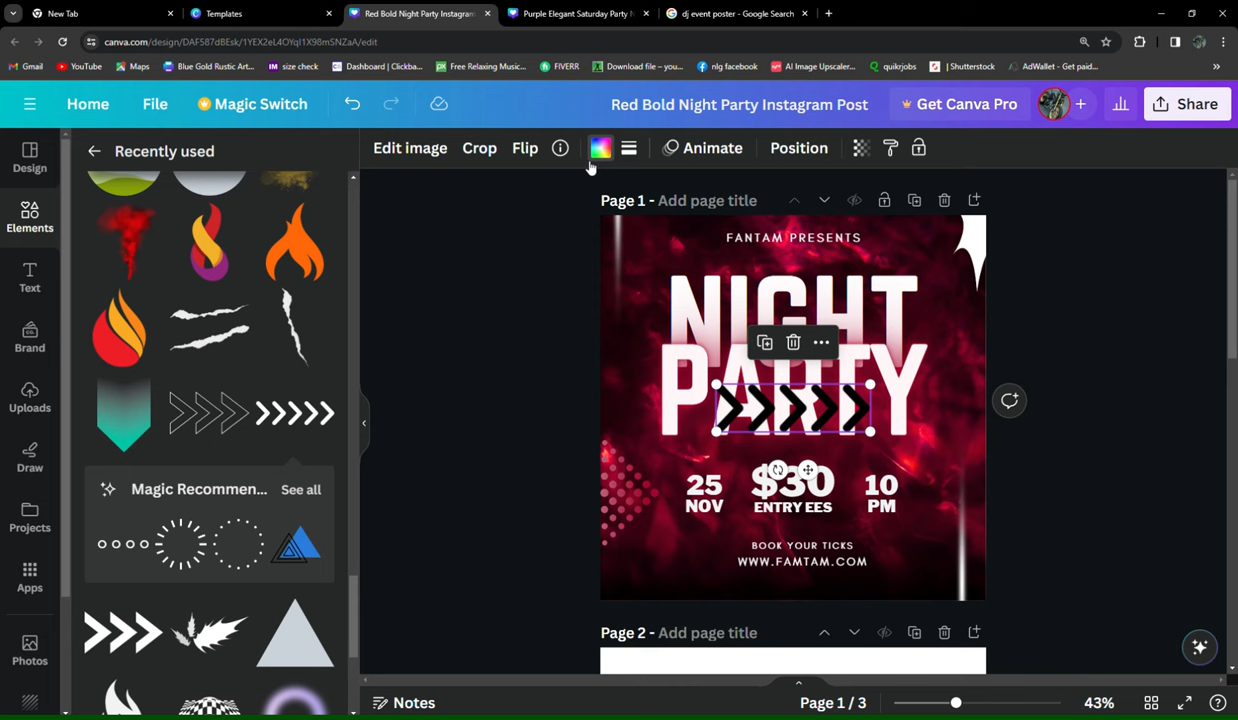 New Tab
Templates
Red Bold Night Party Instagram
Purple Elegant Saturday Party N
dj event poster - Google Search
canva.com/design/DAF587dBEsk/1YEX2eL4OYql1X98mSNZaA/edit
Gmail YouTube Maps Blue Gold Rustic Art... size check Dashboard | Clickba... Free Relaxing Music... FIVERR Download file – you... nlg facebook AI Image Upscaler... quikrjobs | Shutterstock AdWallet - Get paid...
Home File Magic Switch
Red Bold Night Party Instagram Post
Get Canva Pro
Share
Design
Elements
Text
Brand
Uploads
Draw
Projects
Apps
Photos
Recently used
Magic Recommen... See all
Edit image Crop Flip Animate Position
Page 1 - Add page title
FANTAM PRESENTS
NIGHT
PARTY
25 $30 10
NOV ENTRY EES PM
BOOK YOUR TICKS
WWW.FAMTAM.COM
Page 2 - Add page title
Notes
Page 1 / 3
43%